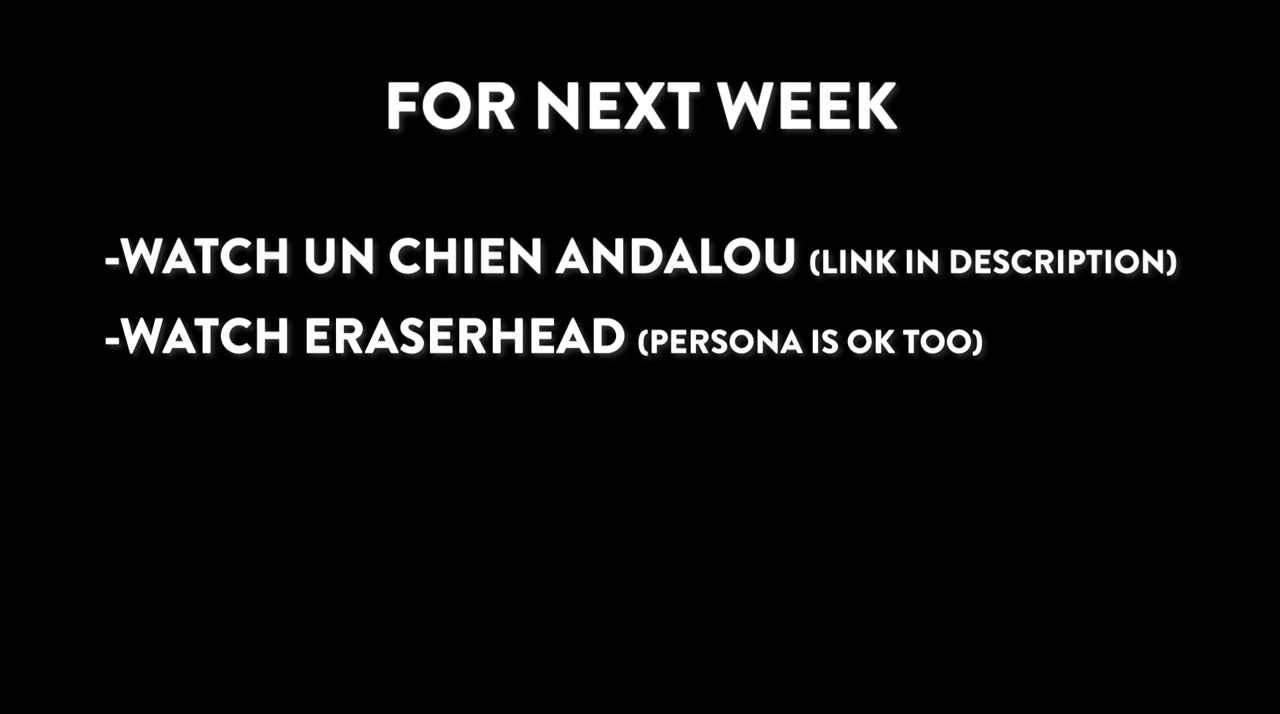 FOR NEXT WEEK
-WATCH UN CHIEN ANDALOU (LINK IN DESCRIPTION)
-WATCH ERASERHEAD (PERSONA IS OK TOO)